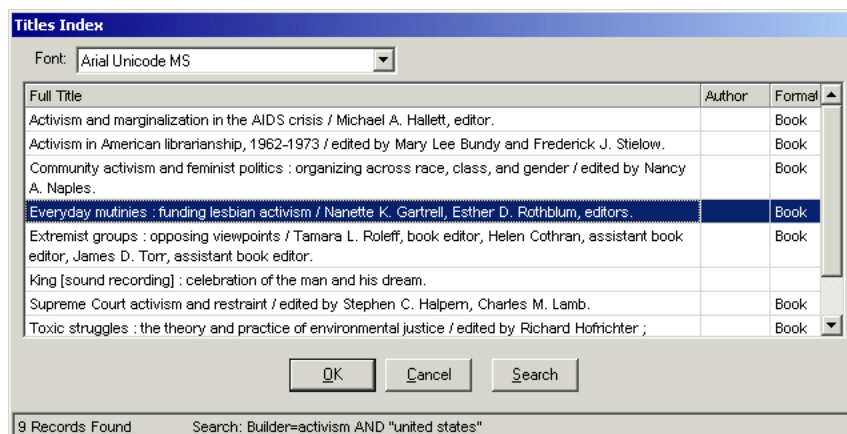 Titles Index
Font: Arial Unicode MS
Full Title Author Format
Activism and marginalization in the AIDS crisis / Michael A. Hallett, editor. Book
Activism in American librarianship, 1962-1973 / edited by Mary Lee Bundy and Frederick J. Stielow. Book
Community activism and feminist politics : organizing across race, class, and gender / edited by Nancy Book
A. Naples.
Everyday mutinies : funding lesbian activism / Nanette K. Gartrell, Esther D. Rothblum, editors. Book
Extremist groups : opposing viewpoints / Tamara L. Roleff, book editor, Helen Cothran, assistant book Book
editor, James D. Torr, assistant book editor.
King [sound recording] : celebration of the man and his dream.
Supreme Court activism and restraint / edited by Stephen C. Halpern, Charles M. Lamb. Book
Toxic struggles : the theory and practice of environmental justice / edited by Richard Hofrichter ; Book
OK Cancel Search
9 Records Found Search: Builder=activism AND "united states"